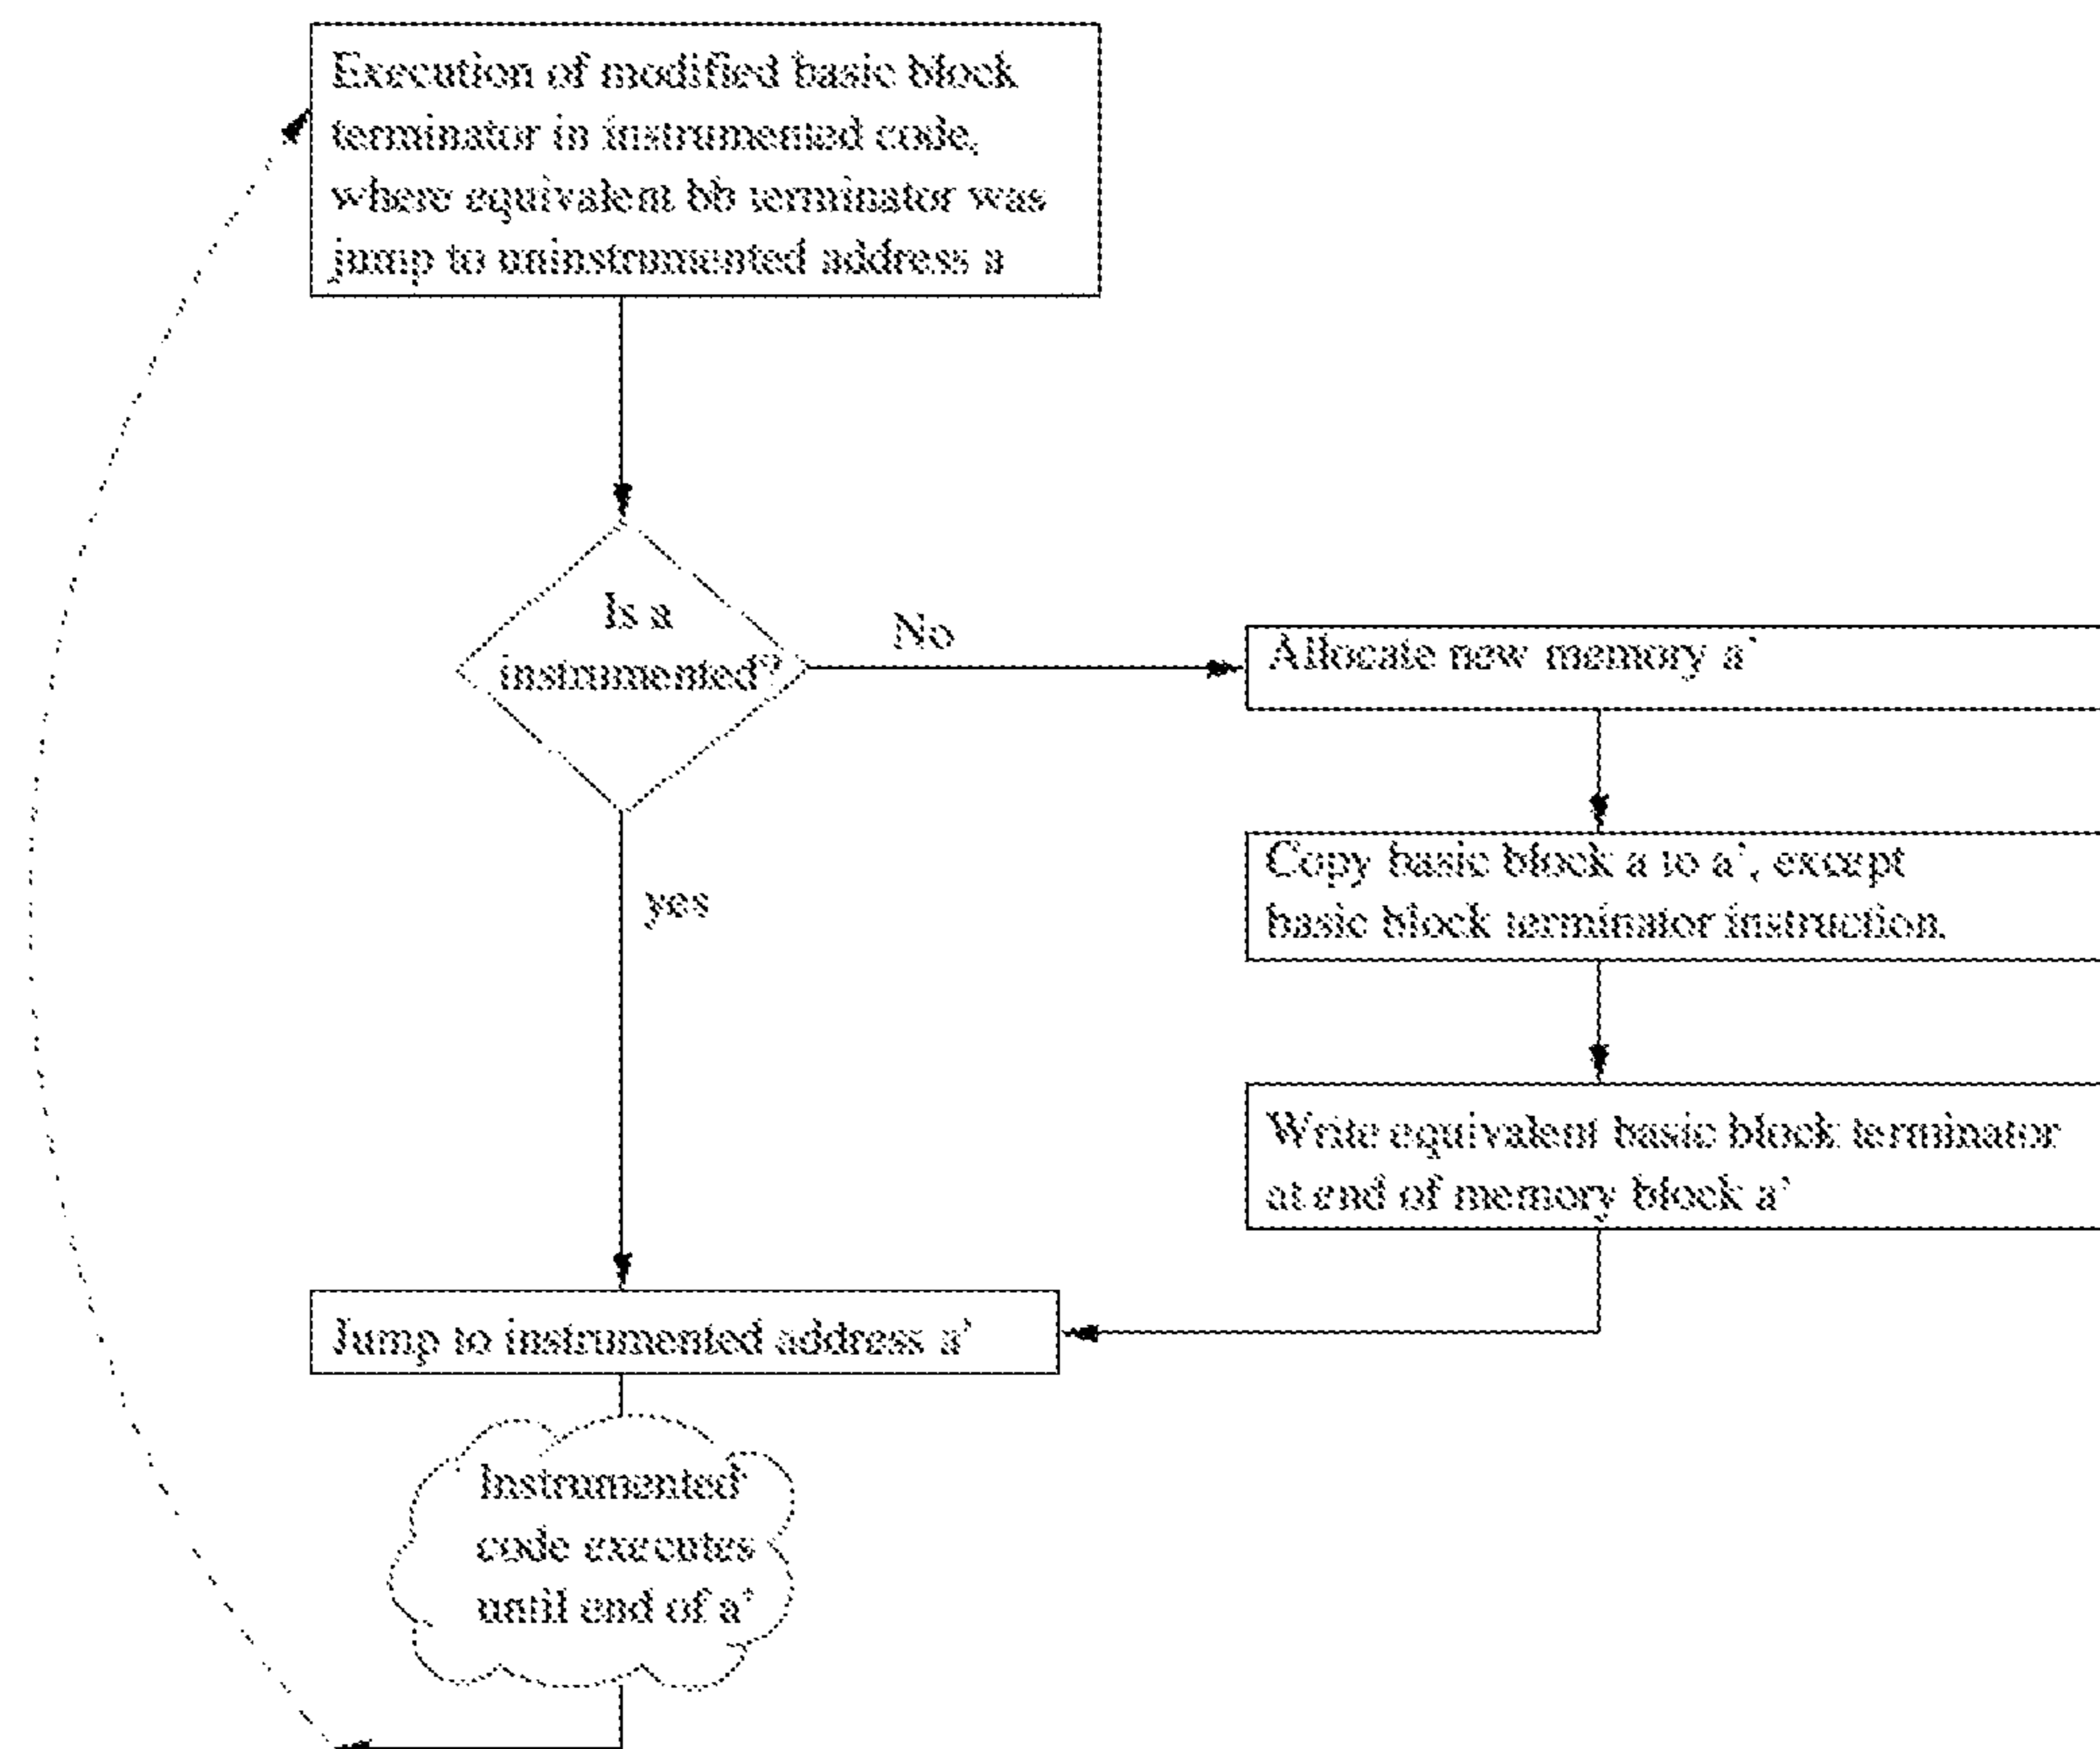 Execution of modified basic block
terminator in instrumented code,
where equivalent bb terminator was
jump to uninstrumented address a
Is a
instrumented?
No
Allocate new memory a'
Copy basic block a to a', except
basic block terminator instruction.
yes
Write equivalent basic block terminator
at end of memory block a'
Jump to instrumented address a'
Instrumented
code executes
until end of a'